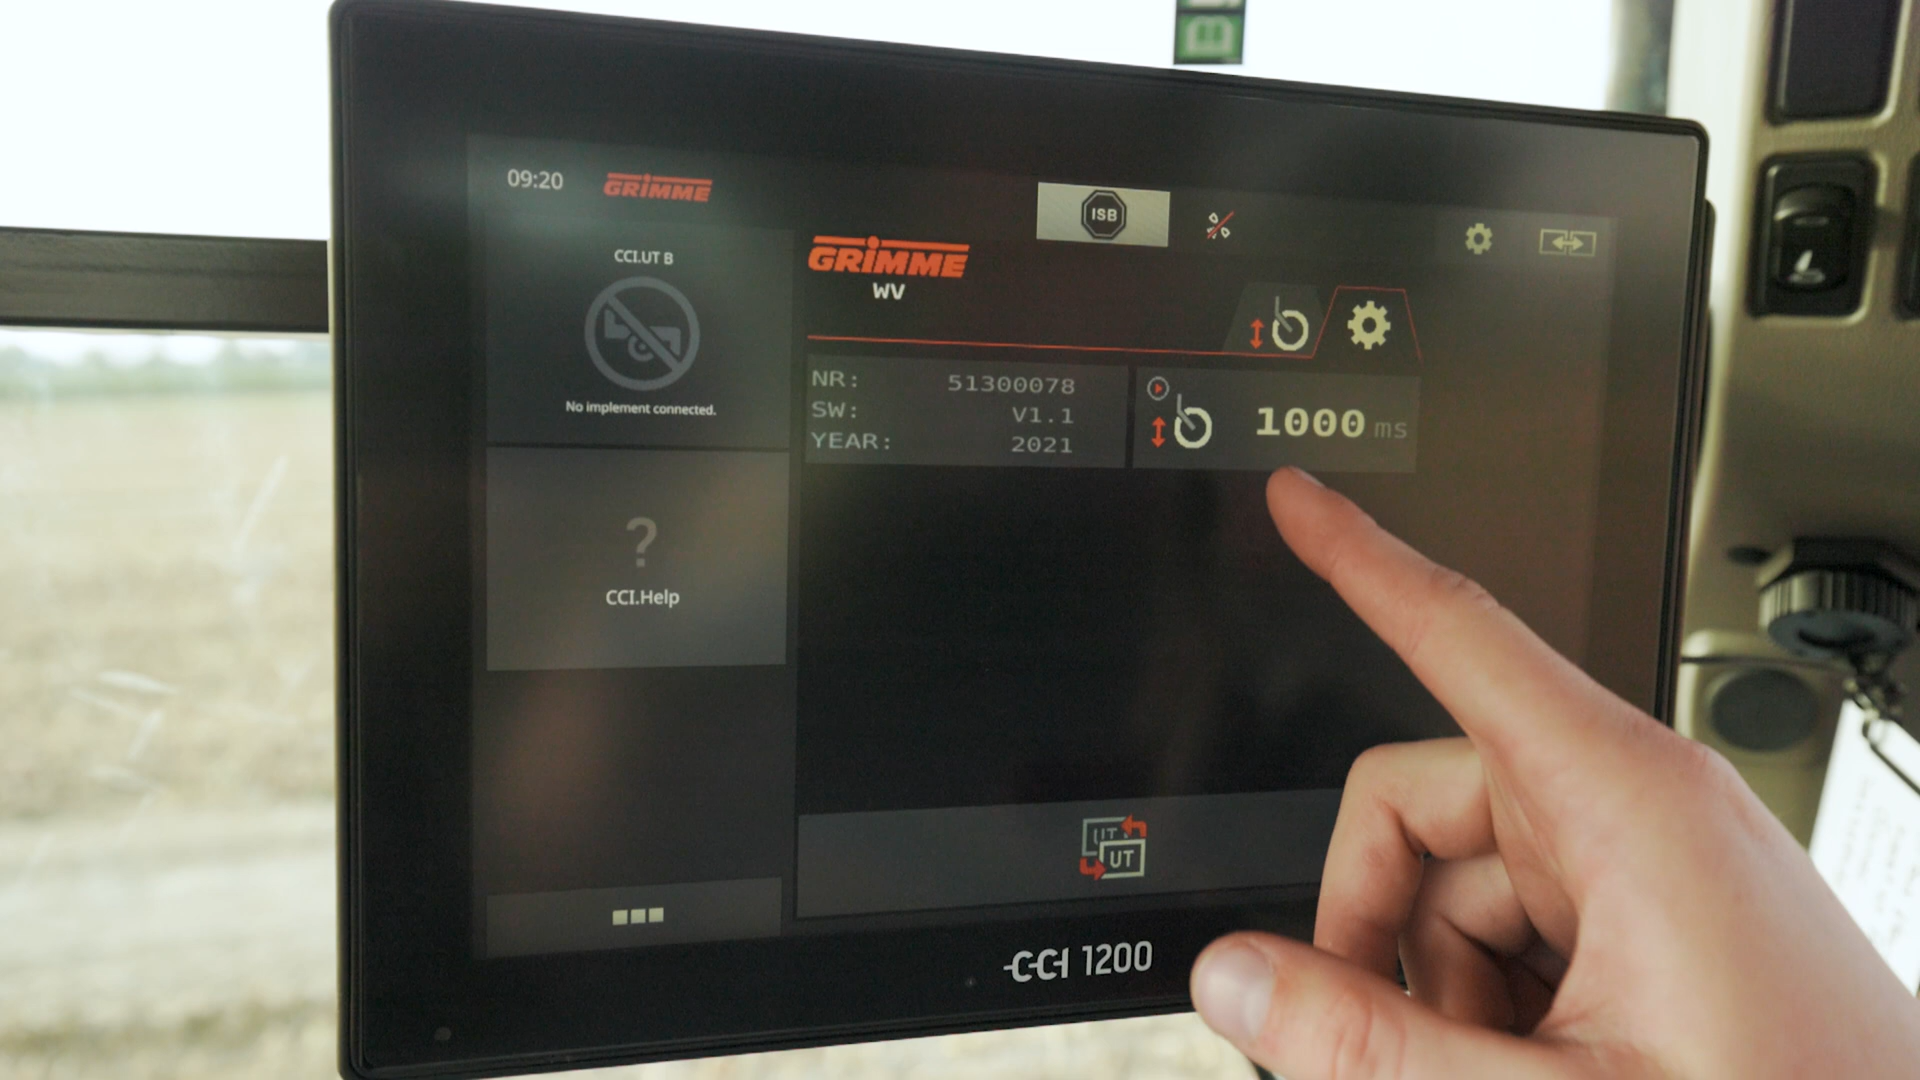 09:20
GRIMME
ISB
CCI.UT B
No implement connected.
GRIMME
WV
NR: 51300078
SW: V1.1
YEAR: 2021
1000 ms
?
CCI.Help
UT
UT
CCI 1200